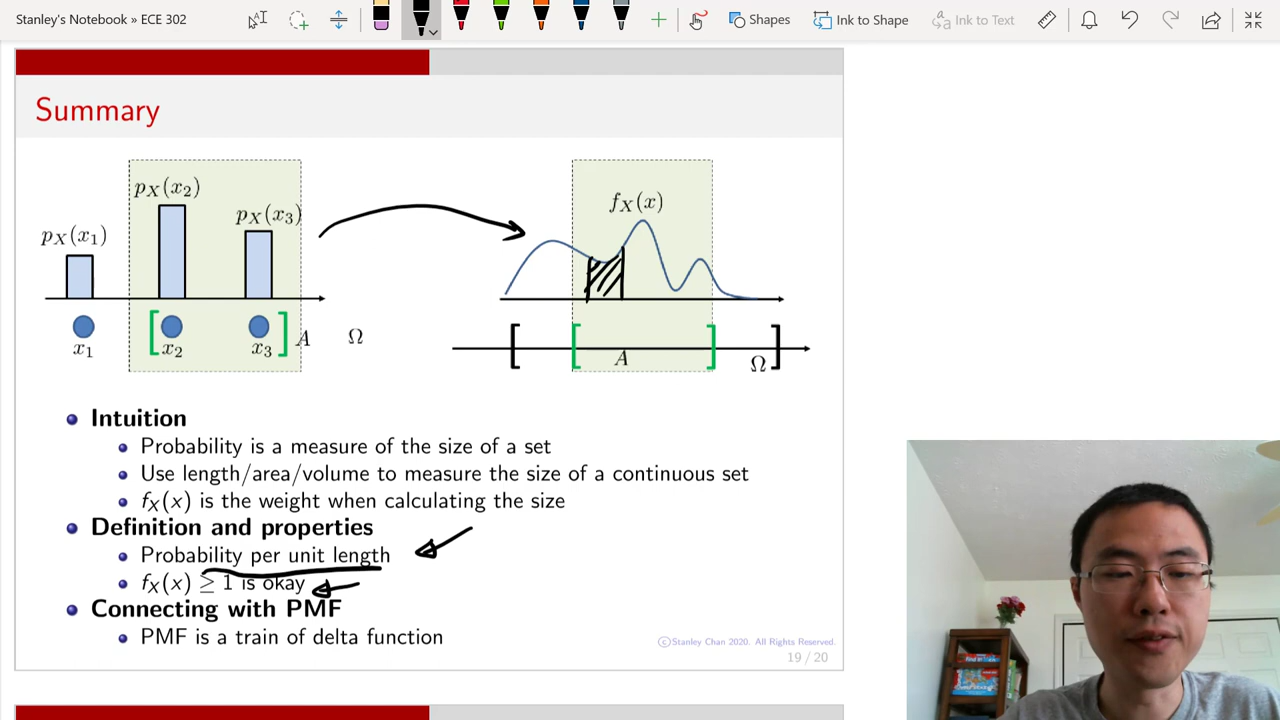 Stanley's Notebook » ECE 302
Shapes
Ink to Shape
Ink to Text
Summary
p_X(x_1)
p_X(x_2)
p_X(x_3)
x_1
x_2
x_3
A
Ω
f_X(x)
A
Ω
Intuition
Probability is a measure of the size of a set
Use length/area/volume to measure the size of a continuous set
f_X(x) is the weight when calculating the size
Definition and properties
Probability per unit length
f_X(x) ≥ 1 is okay
Connecting with PMF
PMF is a train of delta function
©Stanley Chan 2020. All Rights Reserved.
19 / 20